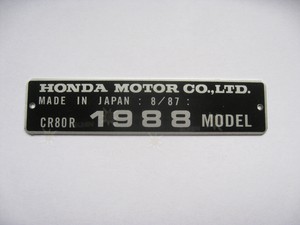 HONDA MOTOR CO.,LTD.
MADE IN JAPAN : 8/87 :
CR80R 1988 MODEL